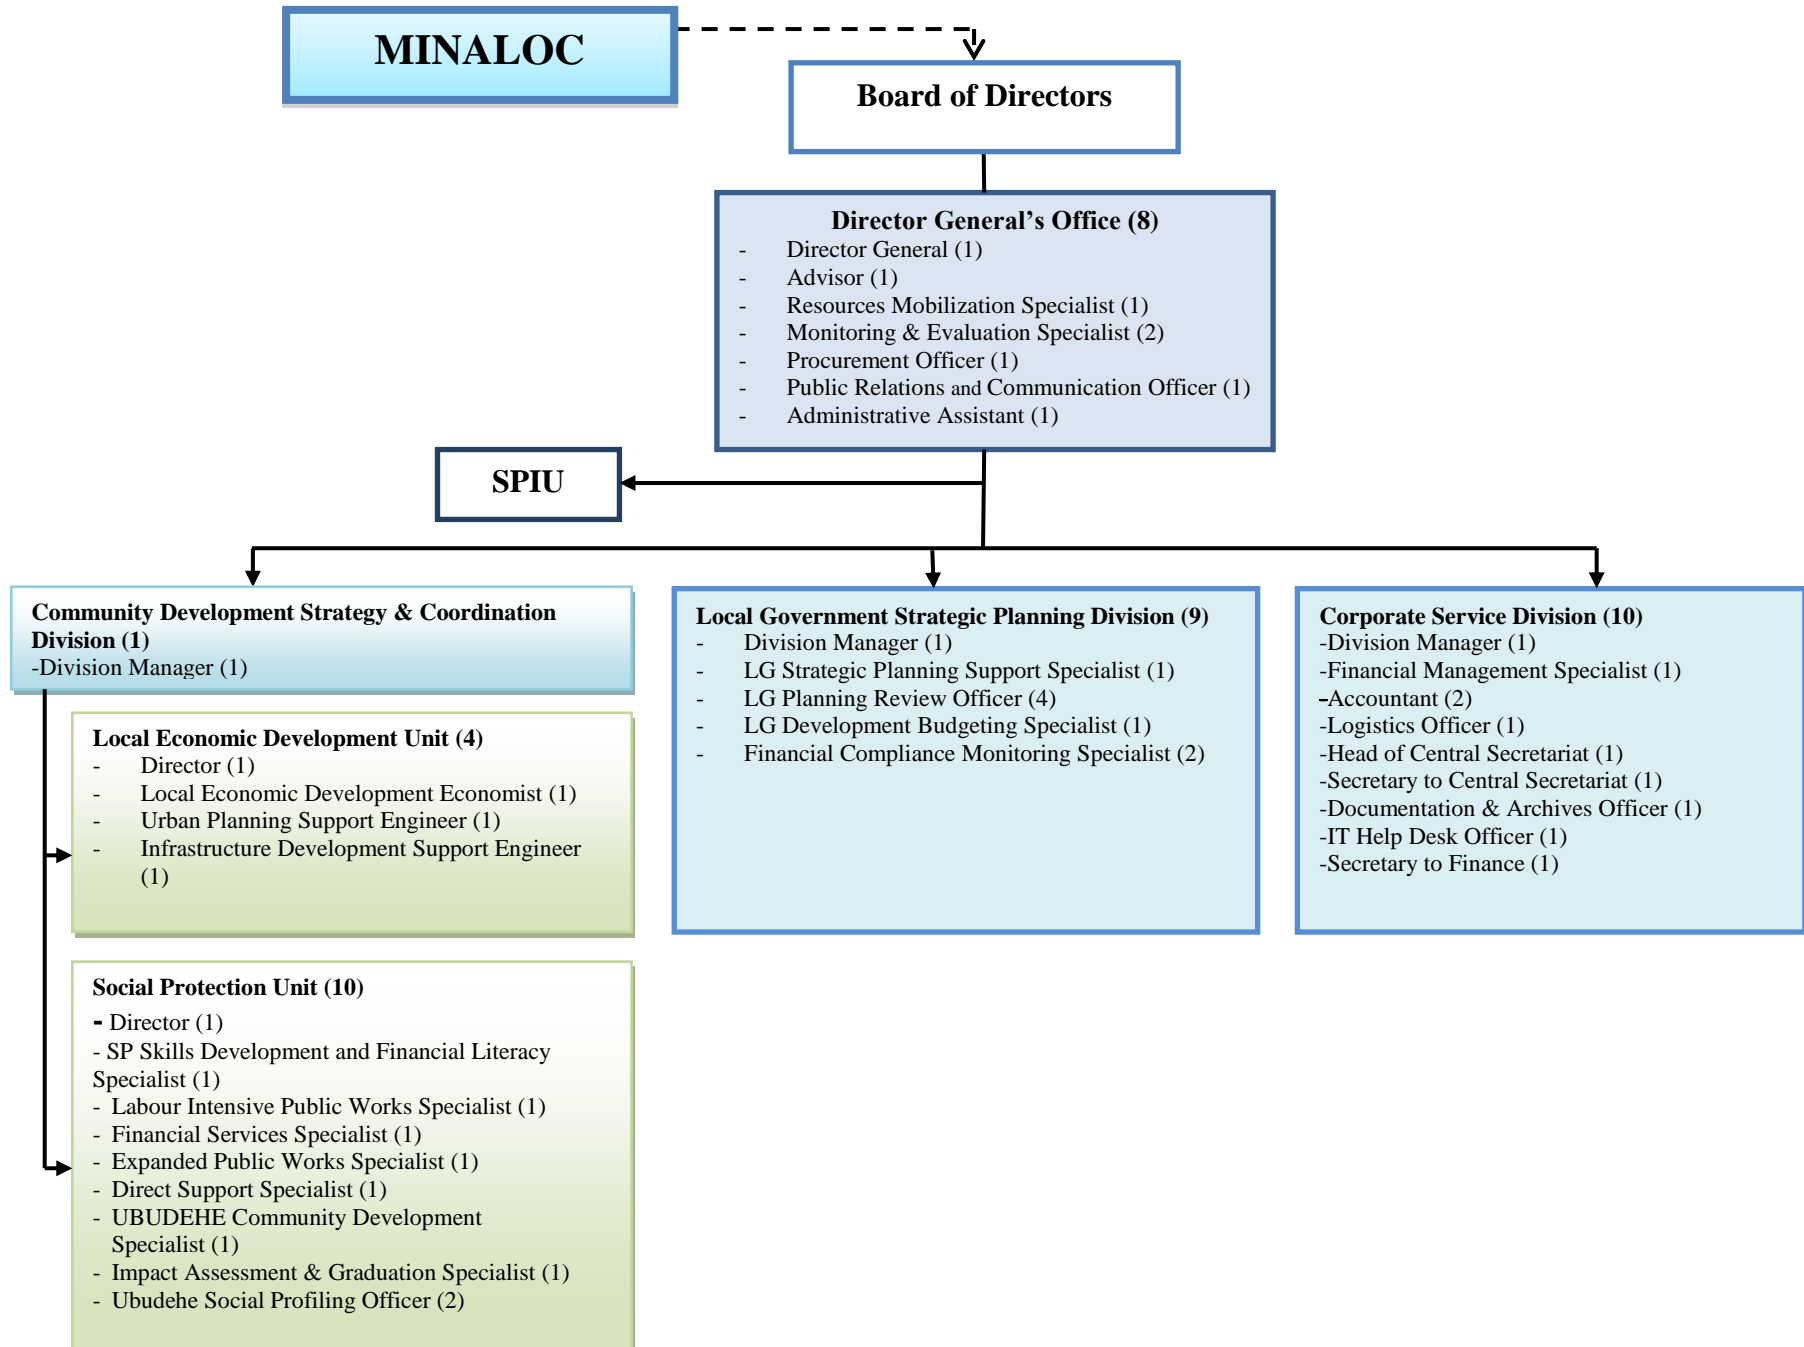 MINALOC
Board of Directors
Director General’s Office (8)
- Director General (1)
- Advisor (1)
- Resources Mobilization Specialist (1)
- Monitoring & Evaluation Specialist (2)
- Procurement Officer (1)
- Public Relations and Communication Officer (1)
- Administrative Assistant (1)
SPIU
Community Development Strategy & Coordination
Division (1)
-Division Manager (1)
Local Economic Development Unit (4)
- Director (1)
- Local Economic Development Economist (1)
- Urban Planning Support Engineer (1)
- Infrastructure Development Support Engineer
(1)
Social Protection Unit (10)
- Director (1)
- SP Skills Development and Financial Literacy
Specialist (1)
- Labour Intensive Public Works Specialist (1)
- Financial Services Specialist (1)
- Expanded Public Works Specialist (1)
- Direct Support Specialist (1)
- UBUDEHE Community Development
Specialist (1)
- Impact Assessment & Graduation Specialist (1)
- Ubudehe Social Profiling Officer (2)
Local Government Strategic Planning Division (9)
- Division Manager (1)
- LG Strategic Planning Support Specialist (1)
- LG Planning Review Officer (4)
- LG Development Budgeting Specialist (1)
- Financial Compliance Monitoring Specialist (2)
Corporate Service Division (10)
-Division Manager (1)
-Financial Management Specialist (1)
-Accountant (2)
-Logistics Officer (1)
-Head of Central Secretariat (1)
-Secretary to Central Secretariat (1)
-Documentation & Archives Officer (1)
-IT Help Desk Officer (1)
-Secretary to Finance (1)